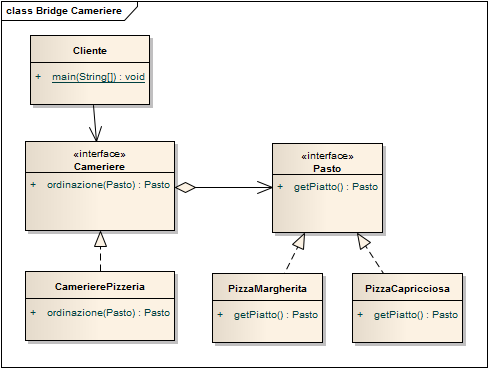 class Bridge Cameriere
Cliente
+ main(String[]) : void
«interface»
Cameriere
+ ordinazione(Pasto) : Pasto
«interface»
Pasto
+ getPiatto() : Pasto
CamerierePizzeria
+ ordinazione(Pasto) : Pasto
PizzaMargherita
+ getPiatto() : Pasto
PizzaCapricciosa
+ getPiatto() : Pasto